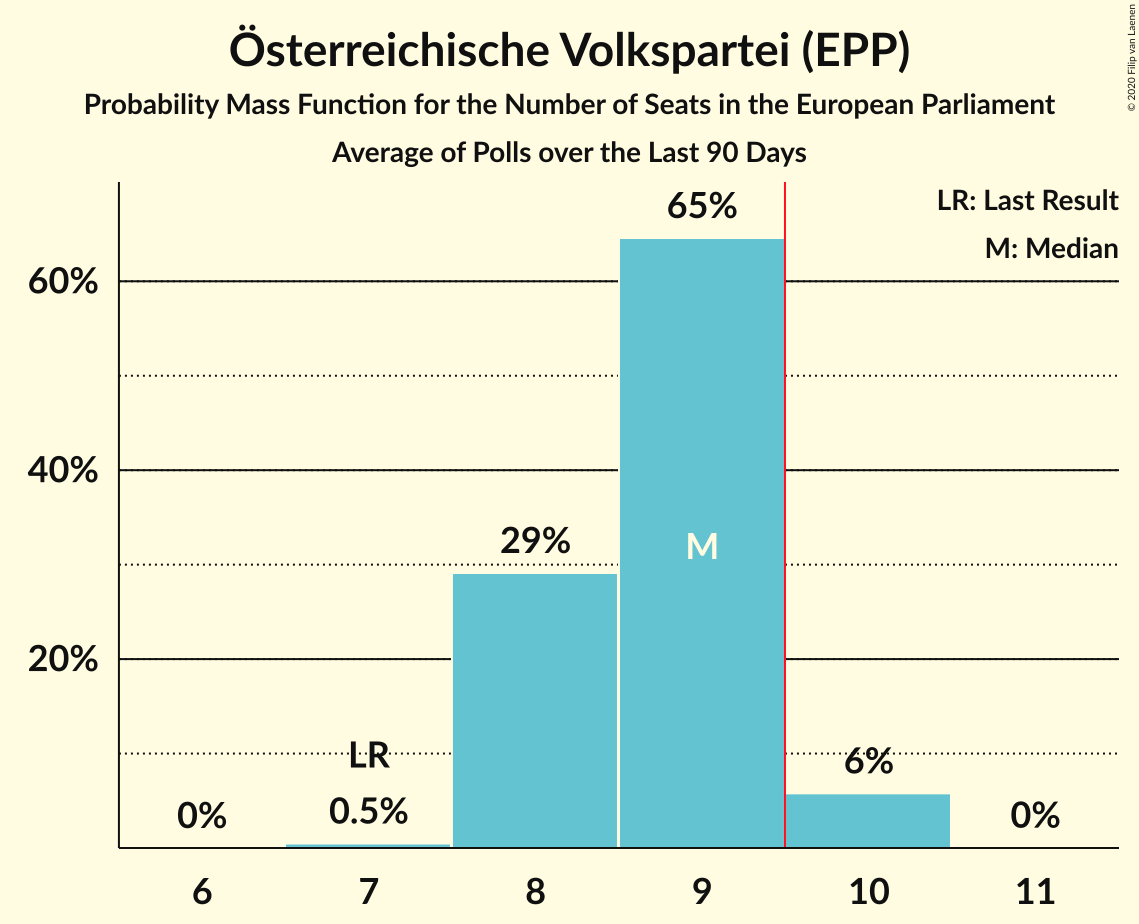 Österreichische Volkspartei (EPP)
Probability Mass Function for the Number of Seats in the European Parliament
Average of Polls over the Last 90 Days
© 2020 Filip van Laenen
LR: Last Result
M: Median
65%
60%
40%
29%
M
20%
LR
6%
0%
0.5%
0%
6 7 8 9 10 11